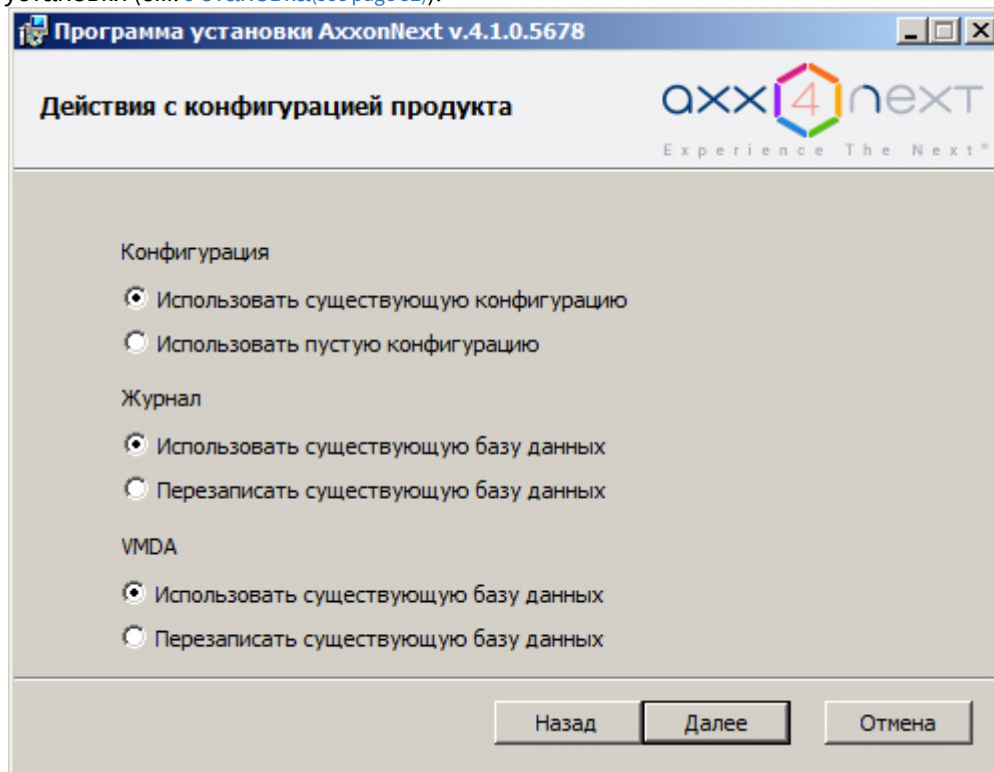 Программа установки AxxonNext v.4.1.0.5678
Действия с конфигурацией продукта
axx4next
Experience The Next®
Конфигурация
Использовать существующую конфигурацию
Использовать пустую конфигурацию
Журнал
Использовать существующую базу данных
Перезаписать существующую базу данных
VMDA
Использовать существующую базу данных
Перезаписать существующую базу данных
Назад Далее Отмена